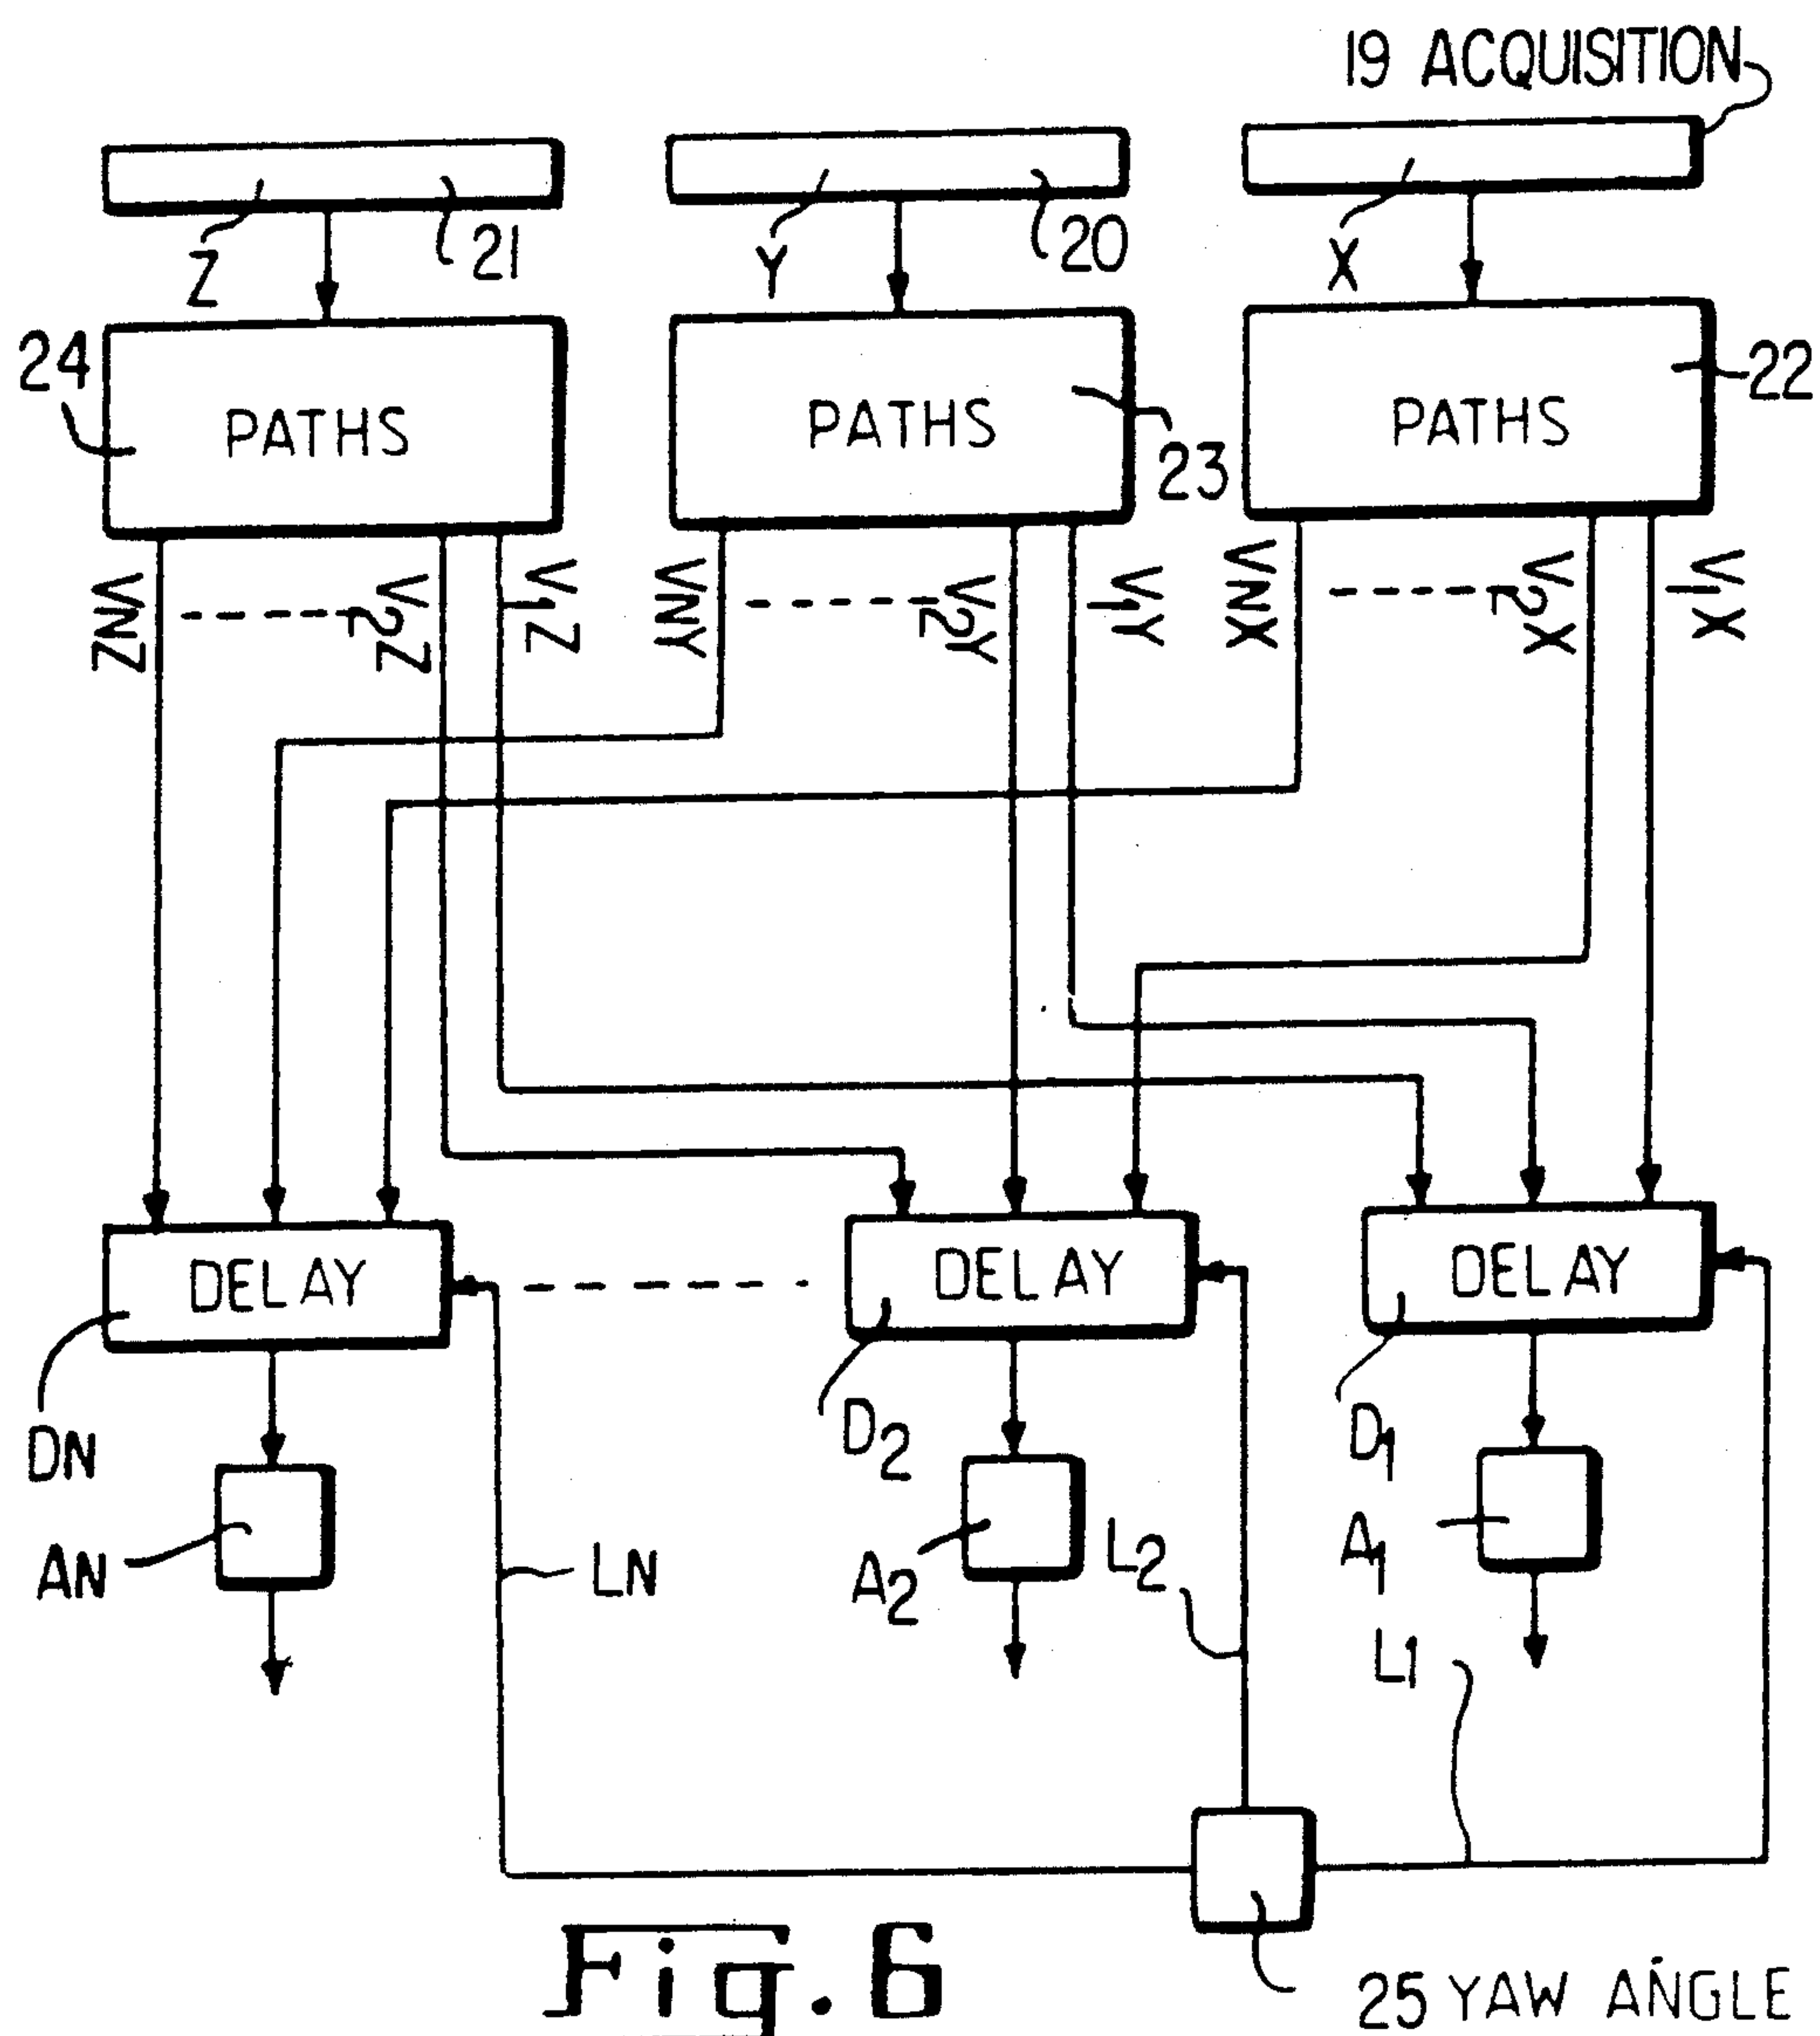 19 ACQUISITION
Z 21 Y 20 X
24 PATHS PATHS 23 PATHS 22
VNZ V2Z V1Z VNY V2Y V1Y VNX V2X V1X
DELAY DELAY DELAY
DN D2 D1
AN LN A2 L2 A1
L1
Fig. 6
25 YAW ANGLE